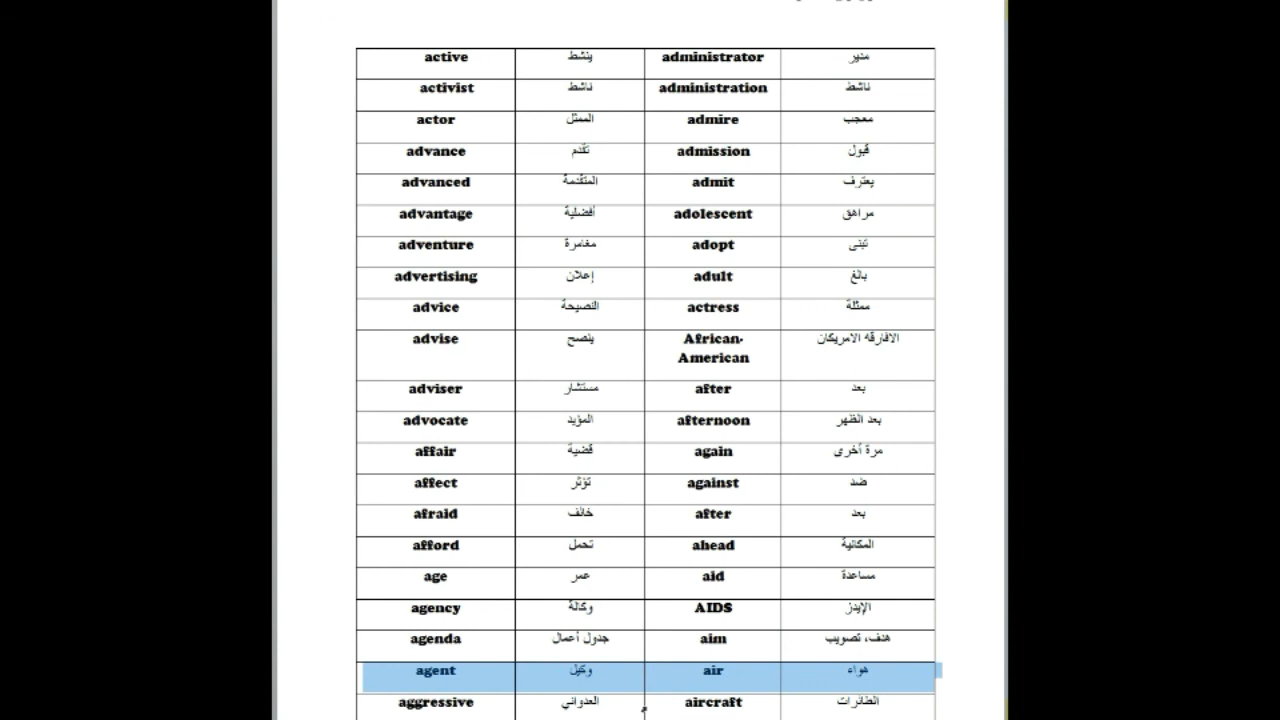 active ينشط administrator مدير
activist ناشط administration ناشط
actor الممثل admire معجب
advance تقدم admission قبول
advanced المتقدمة admit يعترف
advantage أفضلية adolescent مراهق
adventure مغامرة adopt تبنى
advertising إعلان adult بالغ
advice النصيحة actress ممثلة
advise ينصح African- الافارقه الامريكان
American
adviser مستشار after بعد
advocate المؤيد afternoon بعد الظهر
affair قضية again مرة أخرى
affect تؤثر against ضد
afraid خائف after بعد
afford تحمل ahead المكانية
age عمر aid مساعدة
agency وكالة AIDS الإيدز
agenda جدول أعمال aim هدف، تصويب
agent وكيل air هواء
aggressive العدواني aircraft الطائرات